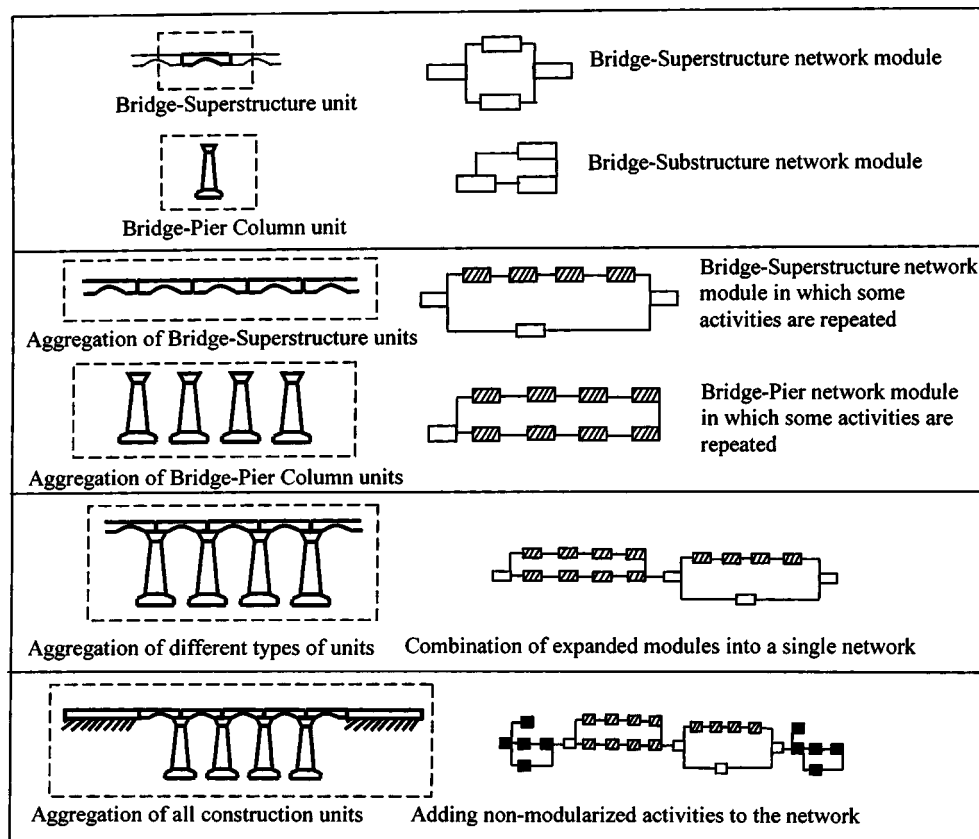 Bridge-Superstructure unit
Bridge-Superstructure network module
Bridge-Pier Column unit
Bridge-Substructure network module
Aggregation of Bridge-Superstructure units
Bridge-Superstructure network
module in which some
activities are repeated
Aggregation of Bridge-Pier Column units
Bridge-Pier network module
in which some activities are
repeated
Aggregation of different types of units
Combination of expanded modules into a single network
Aggregation of all construction units
Adding non-modularized activities to the network